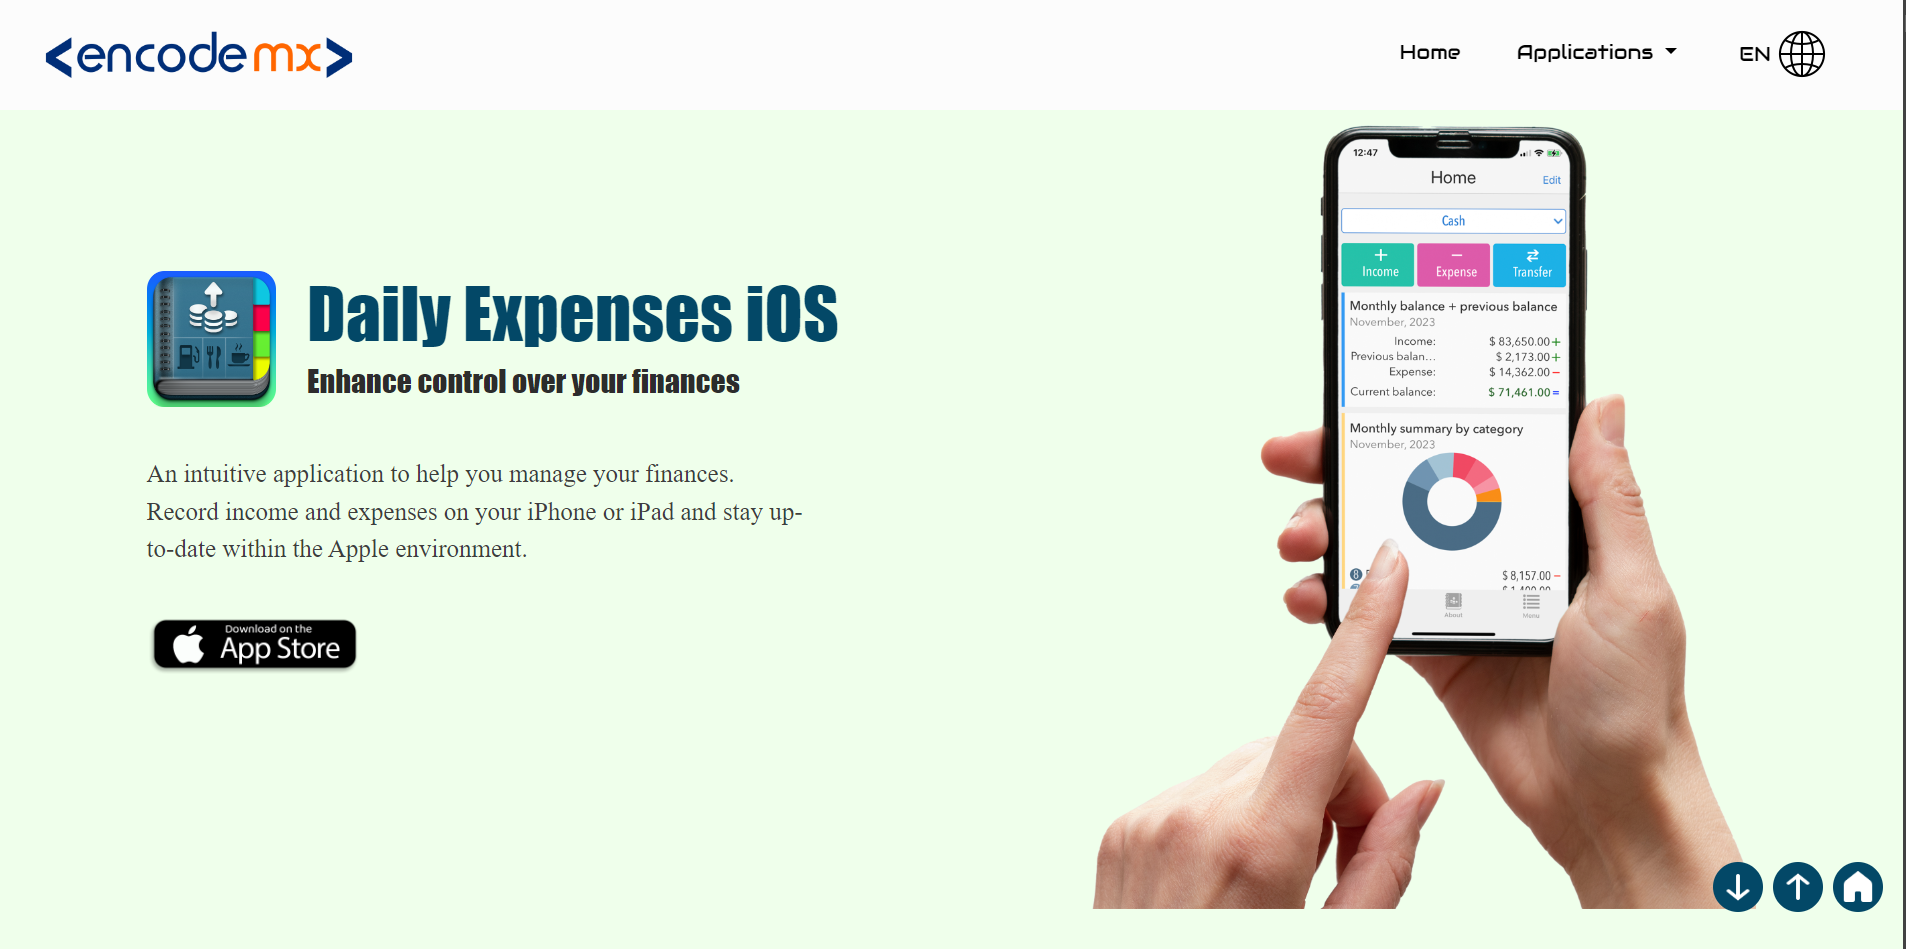 <encodemx>
Home
Applications
EN
Daily Expenses iOS
Enhance control over your finances
An intuitive application to help you manage your finances.
Record income and expenses on your iPhone or iPad and stay up-
to-date within the Apple environment.
Download on the
App Store
12:47
Home
Edit
Cash
Income
Expense
Transfer
Monthly balance + previous balance
November, 2023
Income: $ 83,650.00 +
Previous balan... $ 2,173.00 +
Expense: $ 14,362.00 −
Current balance: $ 71,461.00 =
Monthly summary by category
November, 2023
8 $ 8,157.00 −
About
Menu